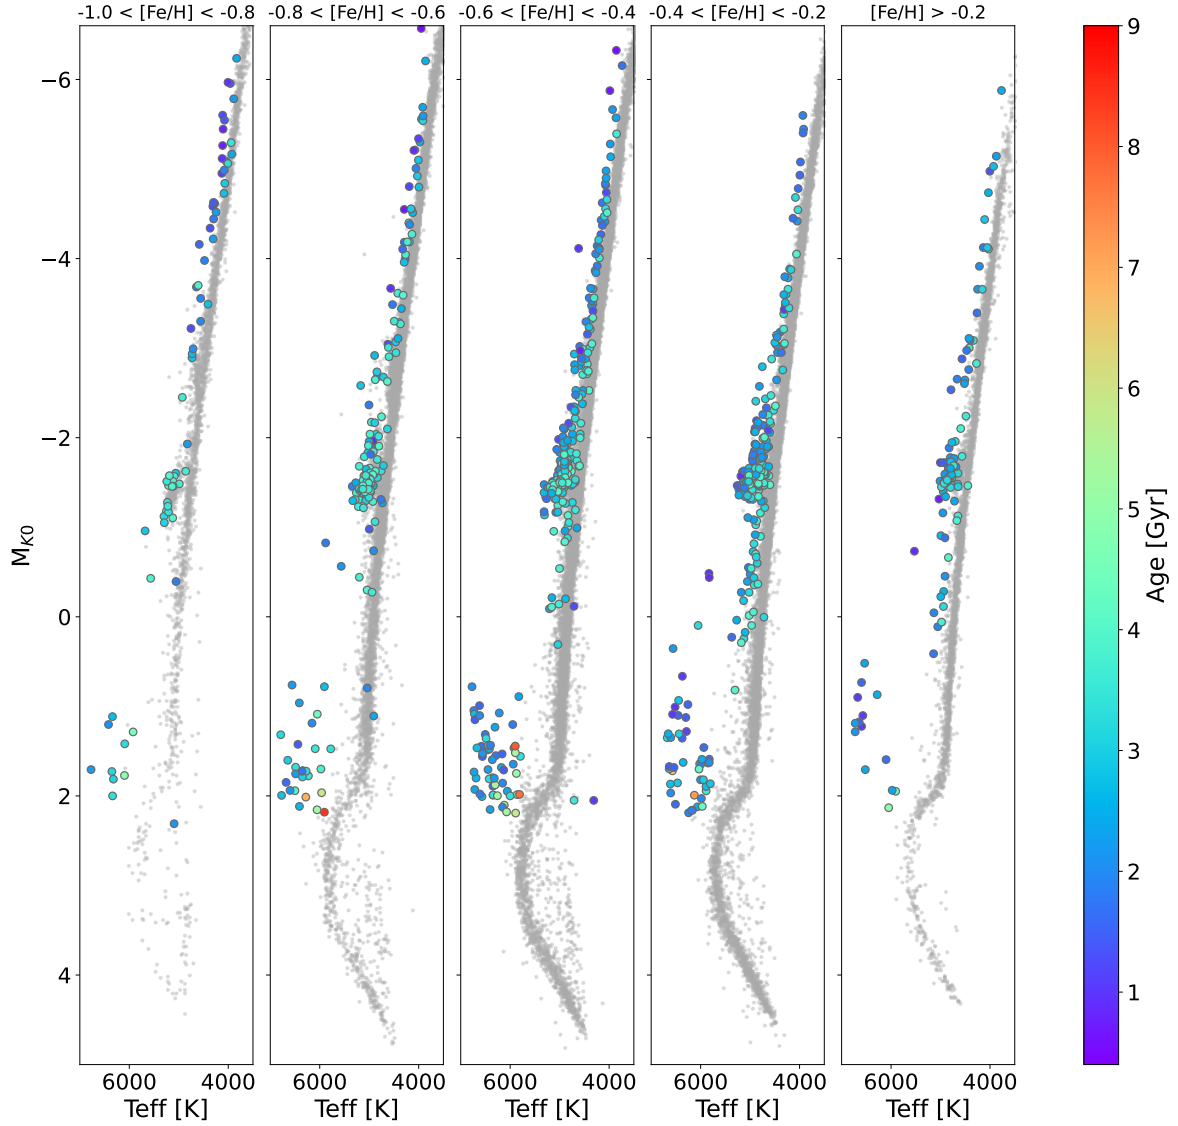 -1.0 < [Fe/H] < -0.8
-0.8 < [Fe/H] < -0.6
-0.6 < [Fe/H] < -0.4
-0.4 < [Fe/H] < -0.2
[Fe/H] > -0.2
−6
−4
−2
0
2
4
M_{K0}
6000 4000
6000 4000
6000 4000
6000 4000
6000 4000
Teff [K]
Teff [K]
Teff [K]
Teff [K]
Teff [K]
9
8
7
6
5
4
3
2
1
Age [Gyr]